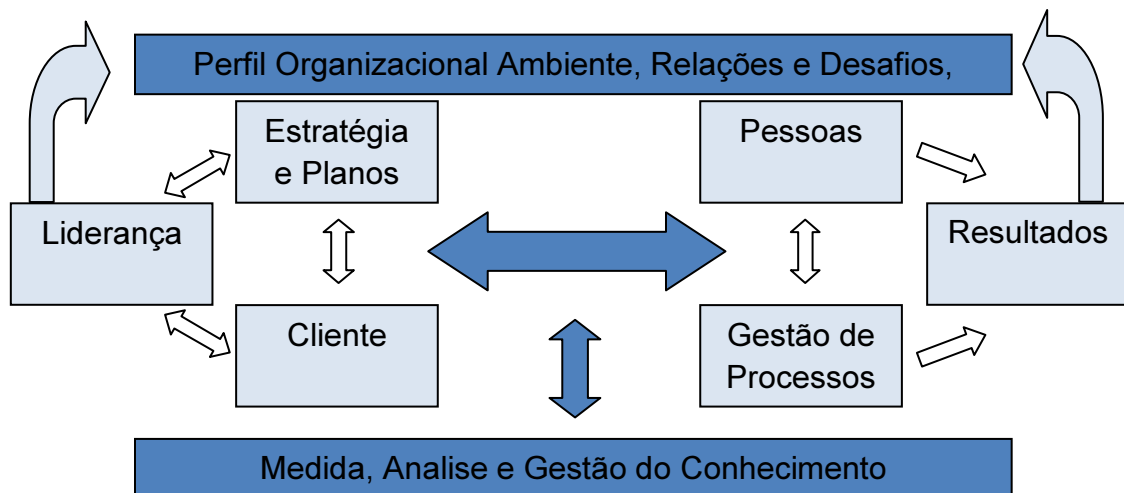 Perfil Organizacional Ambiente, Relações e Desafios,
Estratégia
e Planos
Pessoas
Liderança
Resultados
Cliente
Gestão de
Processos
Medida, Analise e Gestão do Conhecimento